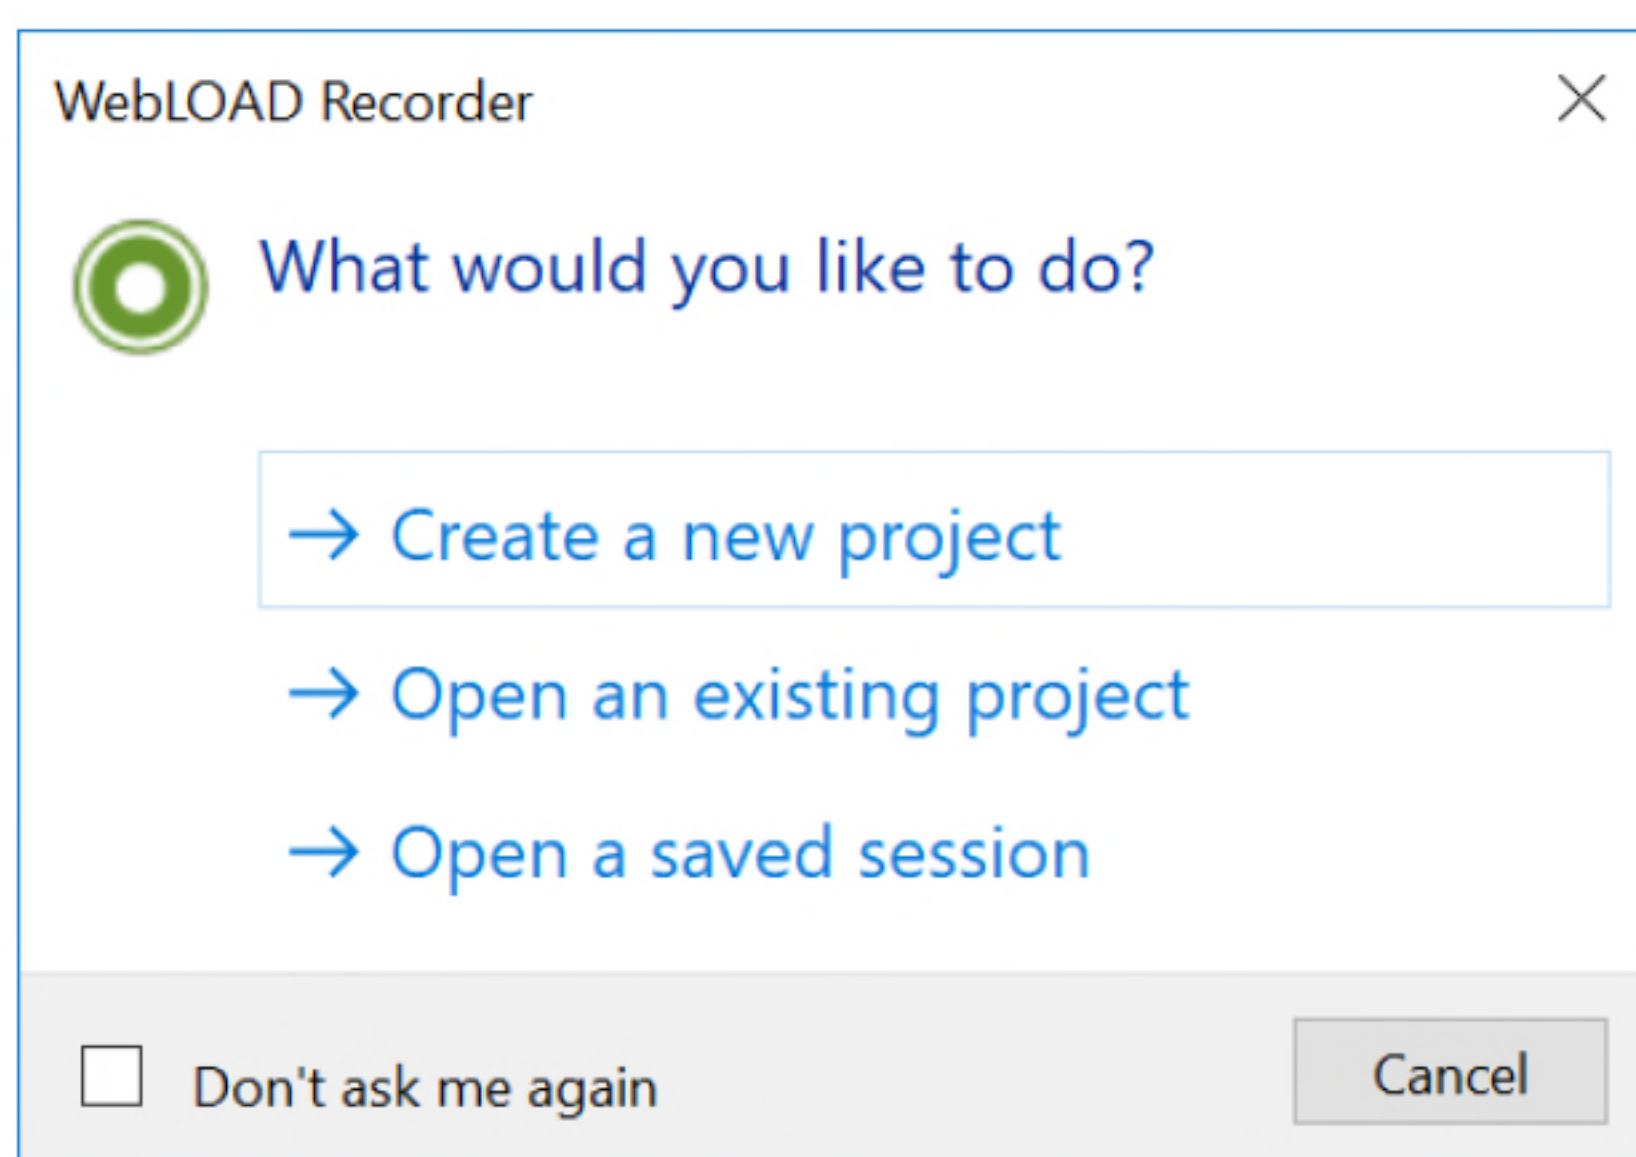 WebLOAD Recorder
What would you like to do?
→ Create a new project
→ Open an existing project
→ Open a saved session
Don't ask me again
Cancel